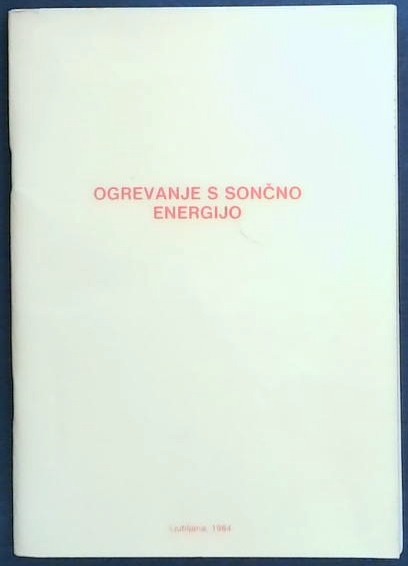 OGREVANJE S SONČNO
ENERGIJO
Ljubljana, 1984